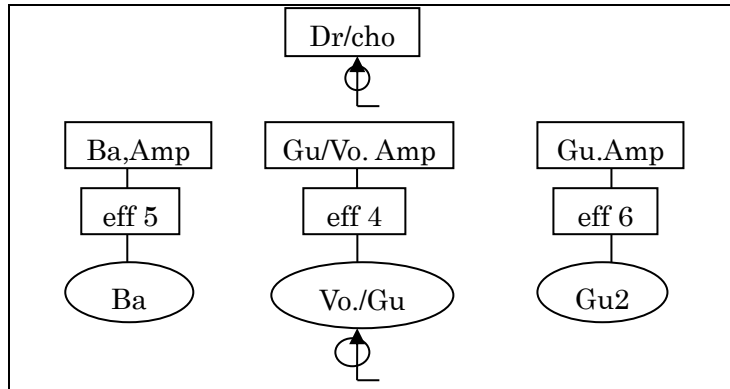 Dr/cho
Ba,Amp
Gu/Vo. Amp
Gu.Amp
eff 5
eff 4
eff 6
Ba
Vo./Gu
Gu2